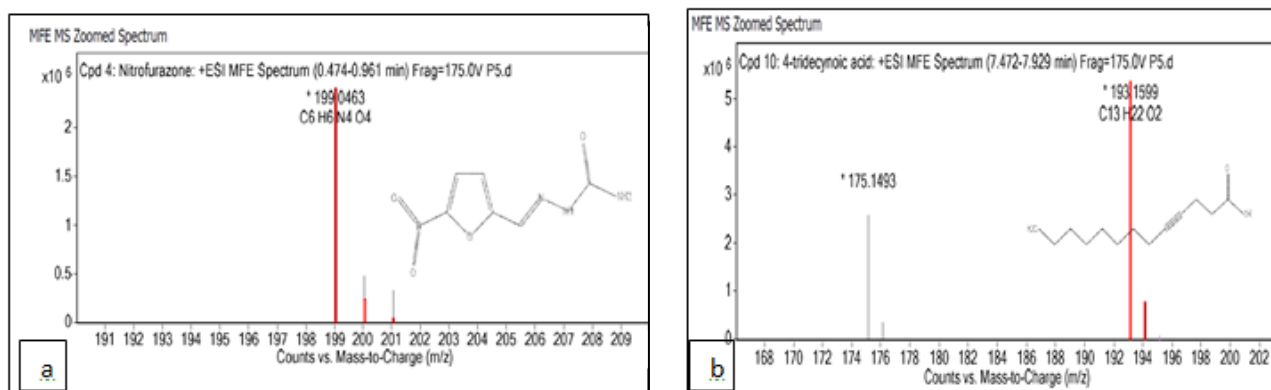 MFE MS Zoomed Spectrum
x10 6
Cpd 4: Nitrofurazone: +ESI MFE Spectrum (0.474-0.961 min) Frag=175.0V P5.d
* 199.0463
C6 H6 N4 O4
2
1.5
1
0.5
0
O
O
N
NH
NH2
O
O
191 192 193 194 195 196 197 198 199 200 201 202 203 204 205 206 207 208 209
Counts vs. Mass-to-Charge (m/z)
a
MFE MS Zoomed Spectrum
x10 6
Cpd 10: 4-tridecynoic acid: +ESI MFE Spectrum (7.472-7.929 min) Frag=175.0V P5.d
* 193.1599
C13 H22 O2
* 175.1493
5
4
3
2
1
0
O
168 170 172 174 176 178 180 182 184 186 188 190 192 194 196 198 200 202
Counts vs. Mass-to-Charge (m/z)
b